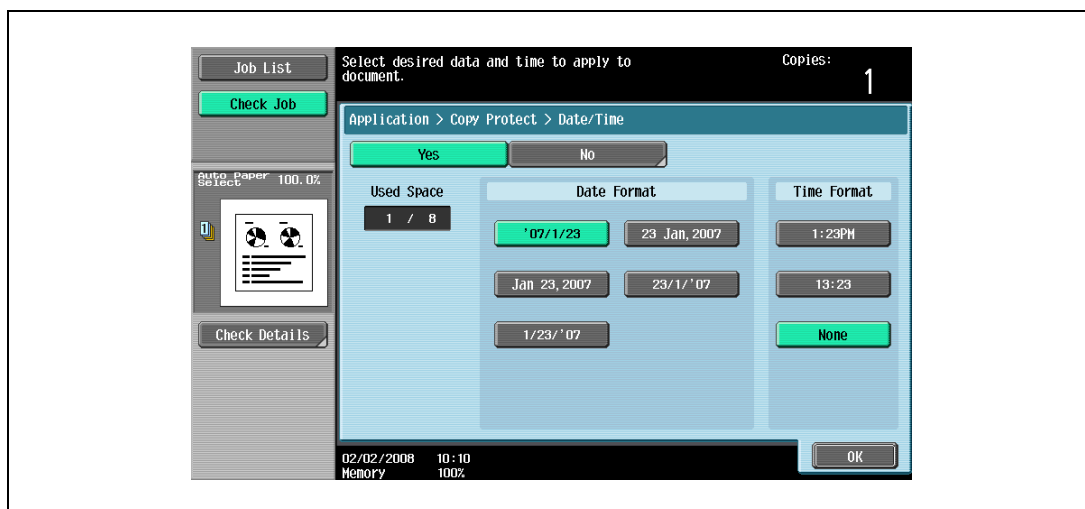 Job List
Check Job
Select desired data and time to apply to
document.
Copies:
1
Application > Copy Protect > Date/Time
Yes
No
Auto Paper
Select
100.0%
1
Used Space
1 / 8
Date Format
'07/1/23
23 Jan,2007
Jan 23,2007
23/1/'07
1/23/'07
Time Format
1:23PM
13:23
None
Check Details
02/02/2008 10:10
Memory 100%
OK